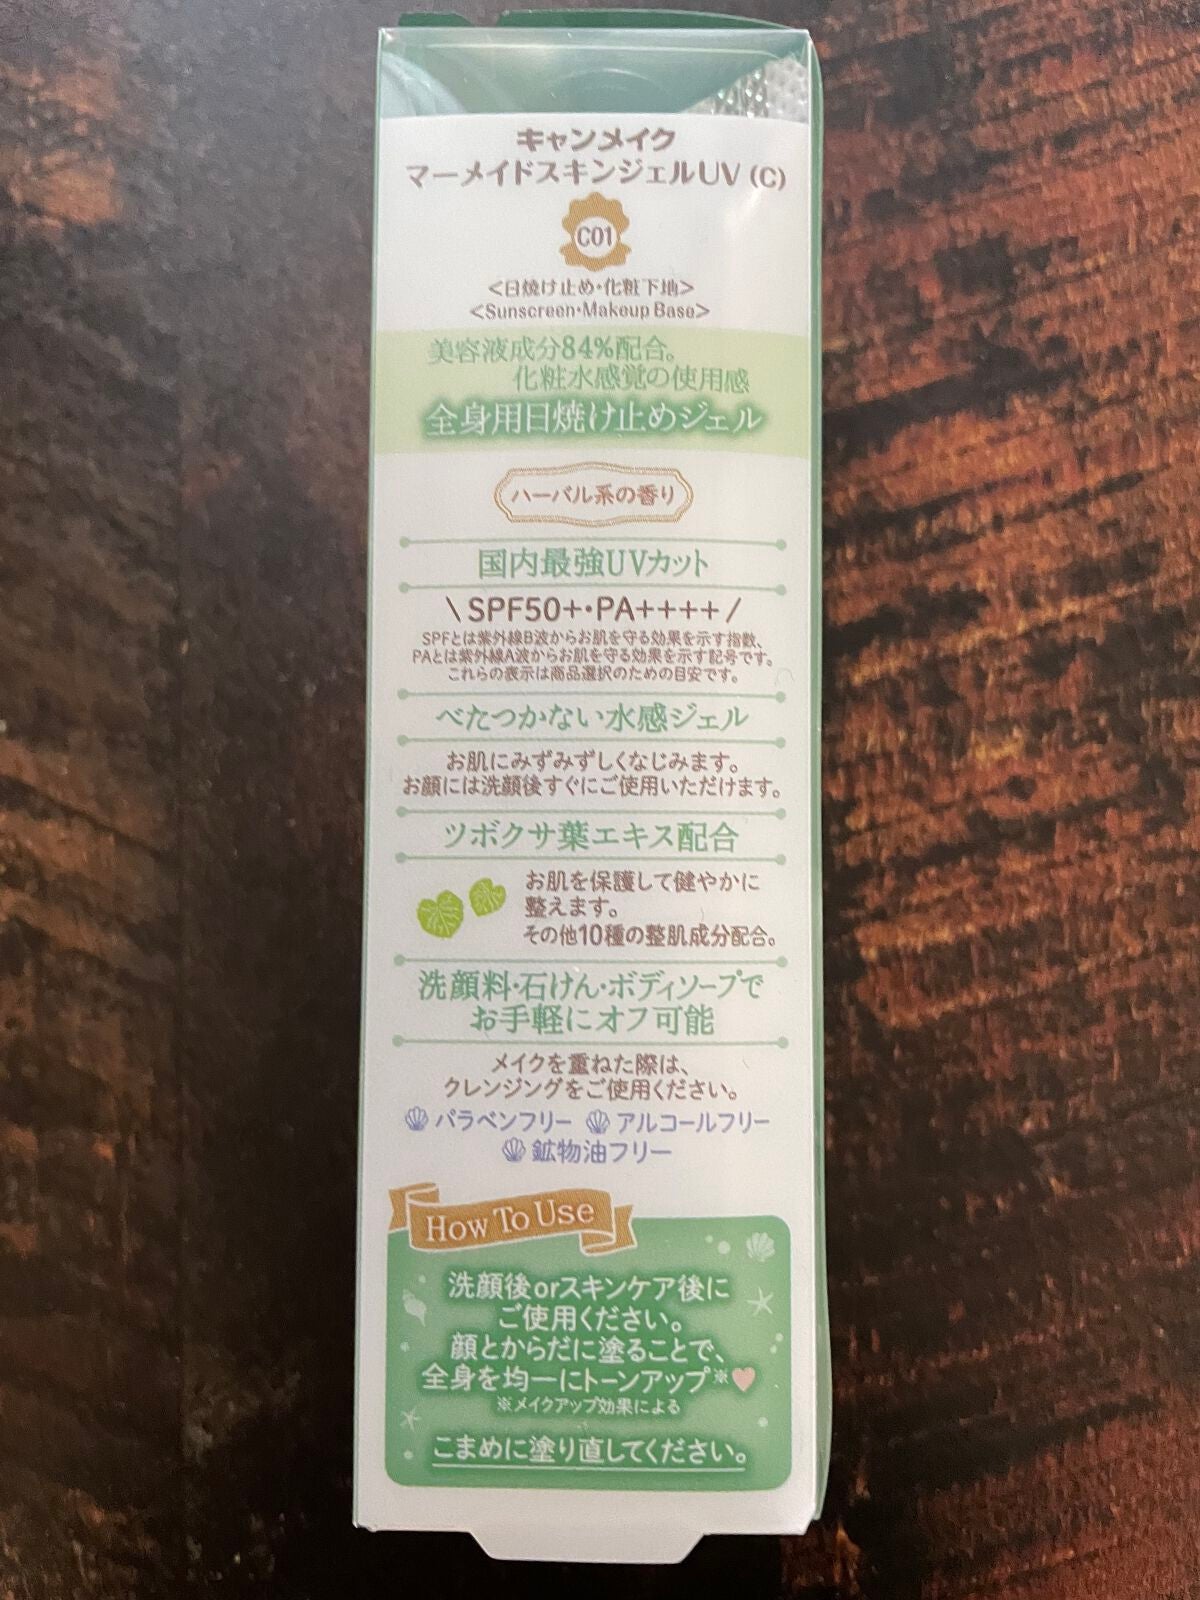 キャンメイク
マーメイドスキンジェルUV (C)
C01
<日焼け止め・化粧下地>
<Sunscreen・Makeup Base>
美容液成分84%配合。
化粧水感覚の使用感
全身用日焼け止めジェル
ハーバル系の香り
国内最強UVカット
\ SPF50+・PA++++ /
SPFとは紫外線B波からお肌を守る効果を示す指数、
PAとは紫外線A波からお肌を守る効果を示す記号です。
これらの表示は商品選択のための目安です。
べたつかない水感ジェル
お肌にみずみずしくなじみます。
お顔には洗顔後すぐにご使用いただけます。
ツボクサ葉エキス配合
お肌を保護して健やかに
整えます。
その他10種の整肌成分配合。
洗顔料・石けん・ボディソープで
お手軽にオフ可能
メイクを重ねた際は、
クレンジングをご使用ください。
パラベンフリー アルコールフリー
鉱物油フリー
How To Use
洗顔後orスキンケア後に
ご使用ください。
顔とからだに塗ることで、
全身を均一にトーンアップ※
※メイクアップ効果による
こまめに塗り直してください。